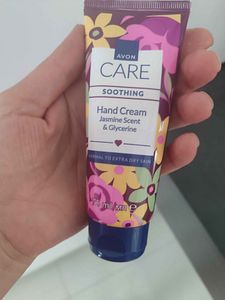 AVON
CARE
SOOTHING
Hand Cream
Jasmine Scent
& Glycerine
NORMAL TO EXTRA DRY SKIN